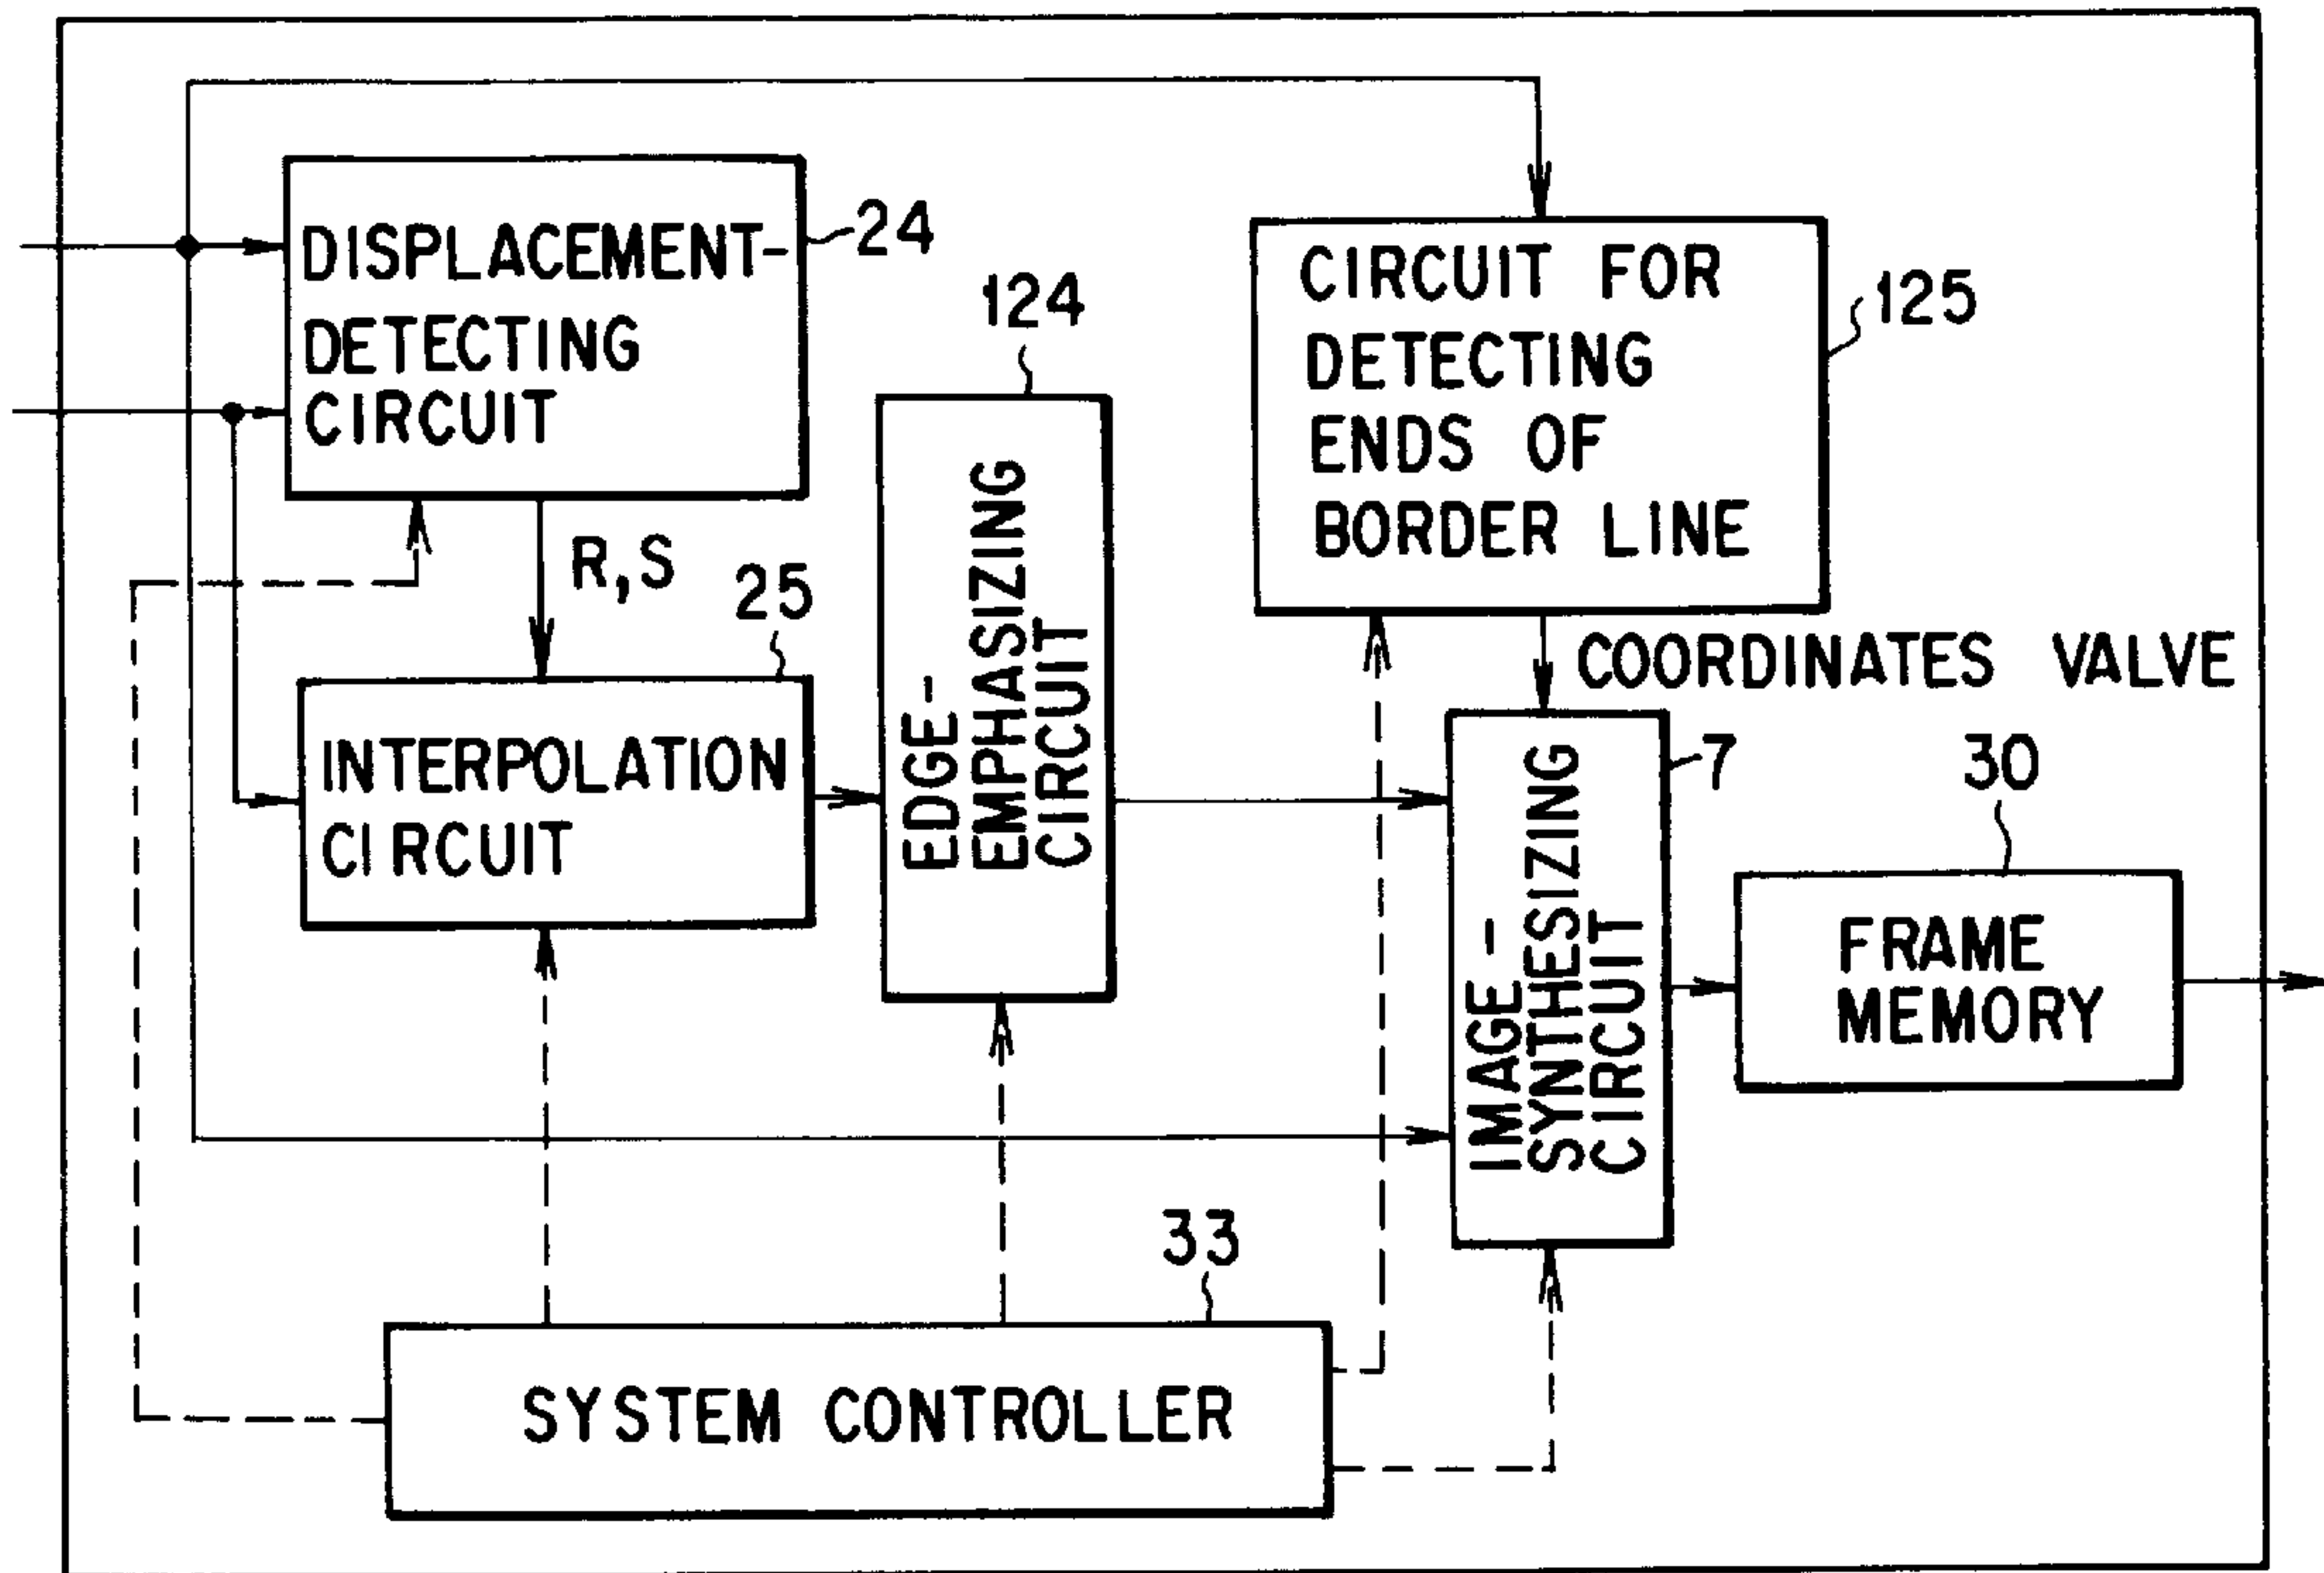 DISPLACEMENT-
DETECTING
CIRCUIT
24
R,S
25
INTERPOLATION
CIRCUIT
124
EDGE-
EMPHASIZING
CIRCUIT
CIRCUIT FOR
DETECTING
ENDS OF
BORDER LINE
125
COORDINATES VALVE
7
IMAGE-
SYNTHESIZING
CIRCUIT
30
FRAME
MEMORY
33
SYSTEM CONTROLLER